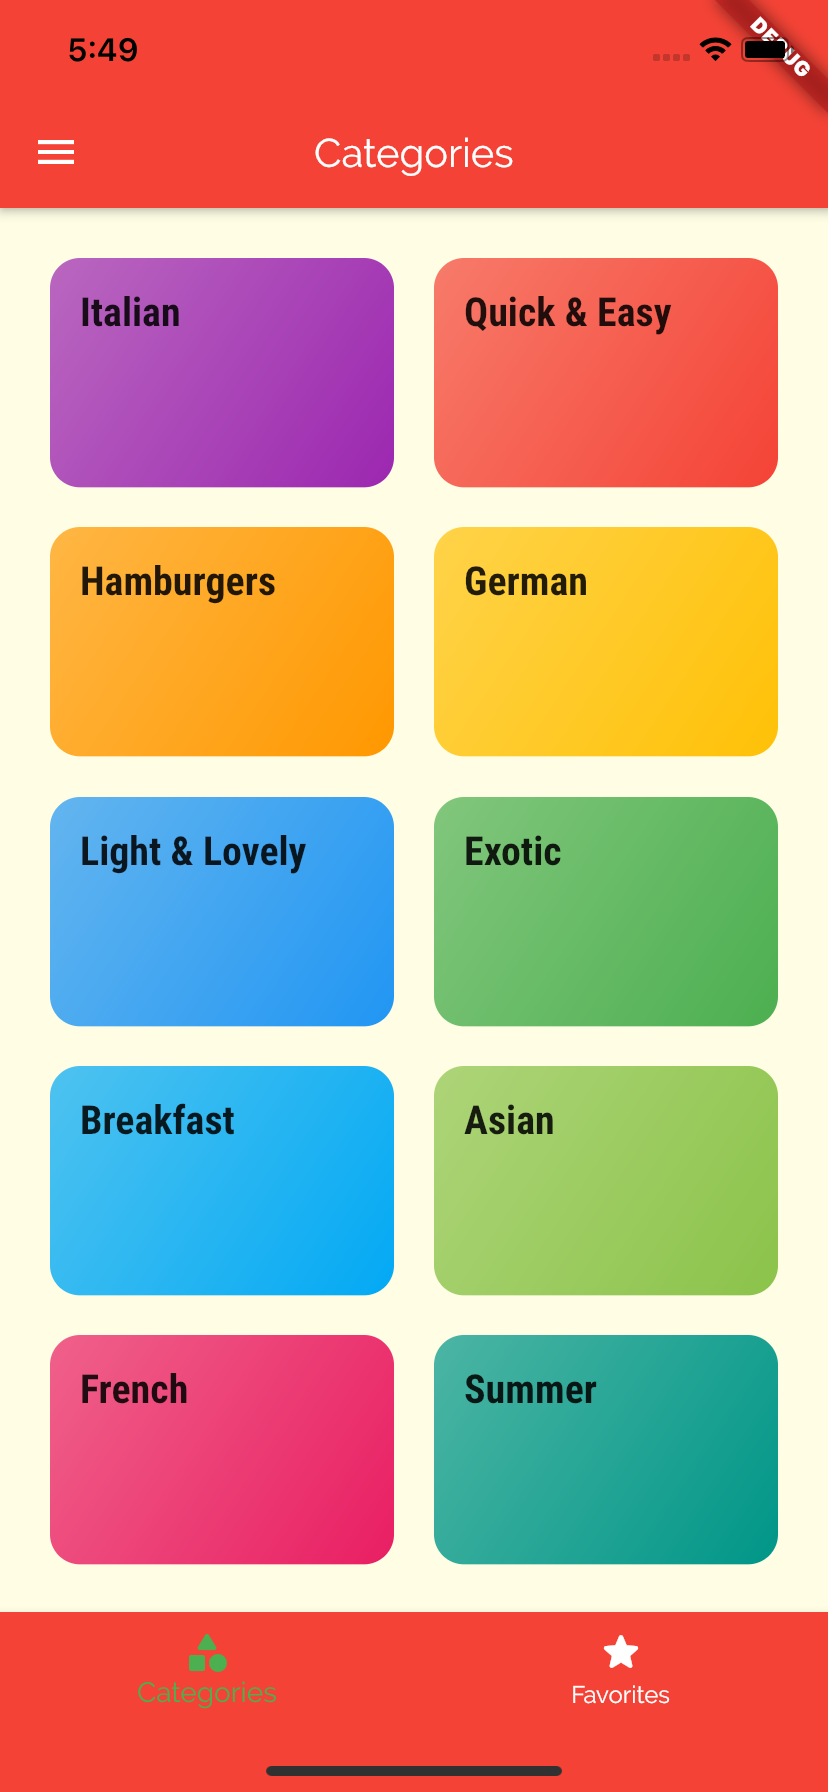 5:49
DEBUG
Categories
Italian
Quick & Easy
Hamburgers
German
Light & Lovely
Exotic
Breakfast
Asian
French
Summer
Categories
Favorites